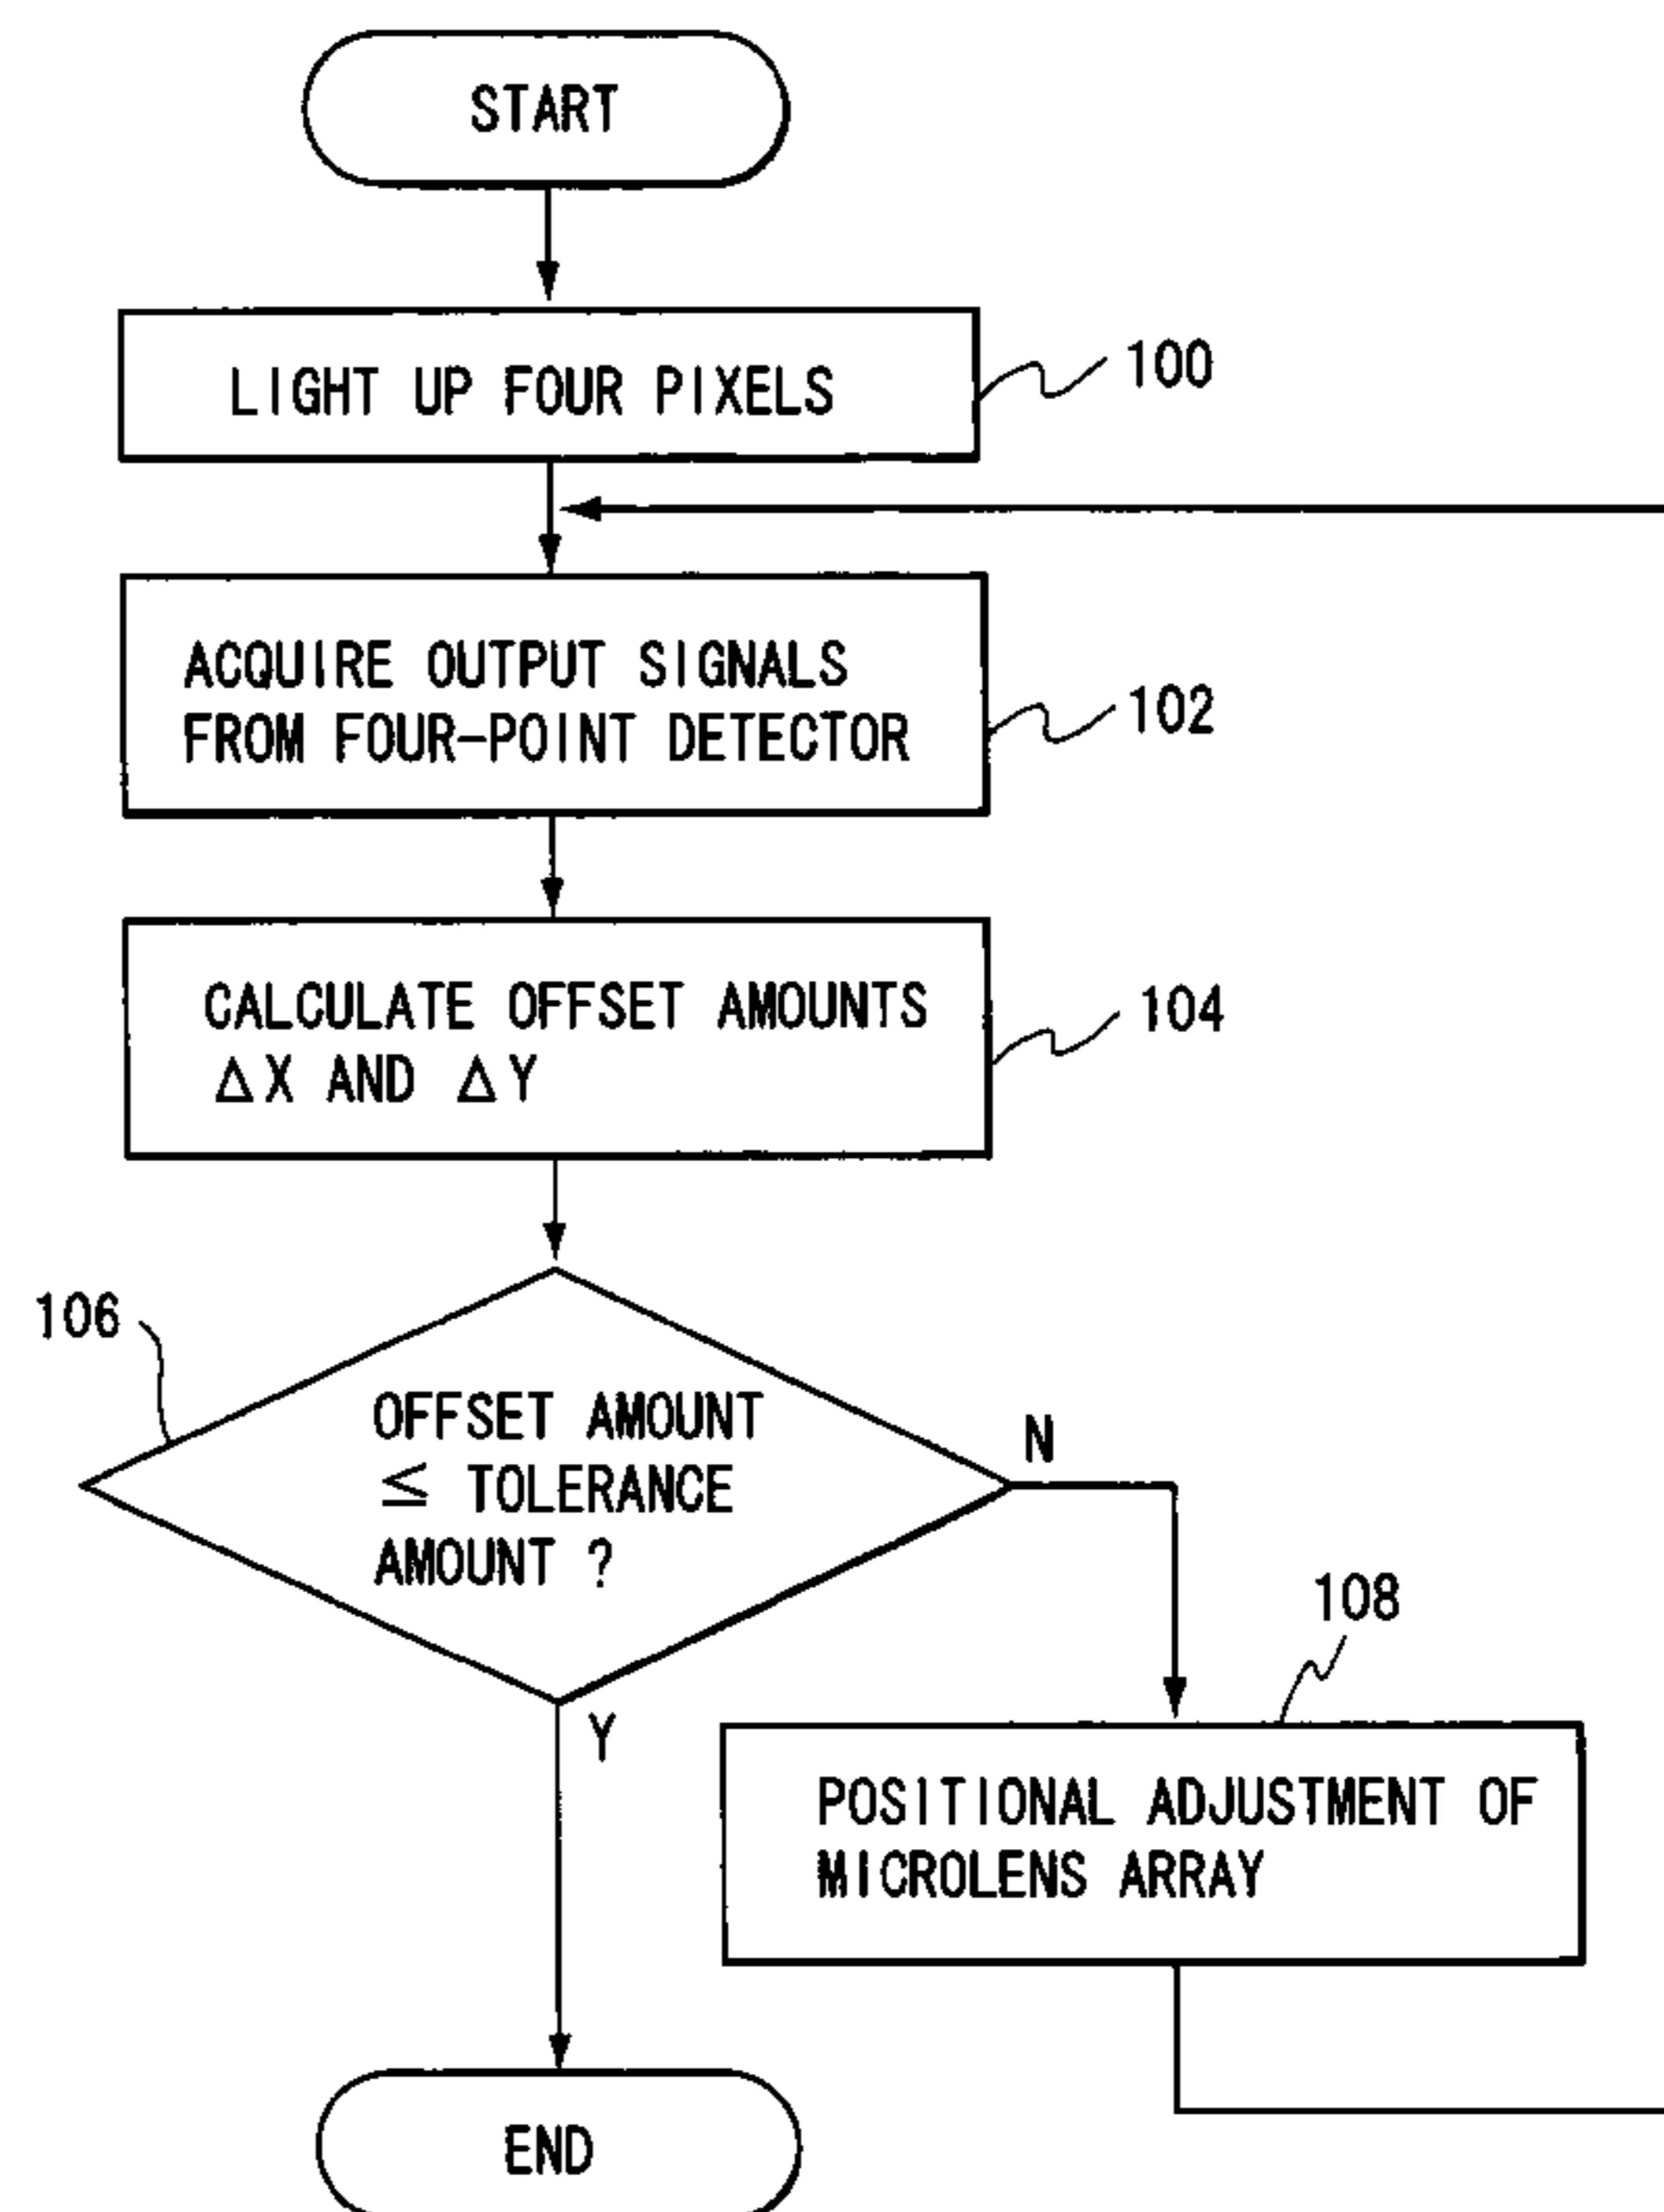 START
LIGHT UP FOUR PIXELS
100
ACQUIRE OUTPUT SIGNALS
FROM FOUR-POINT DETECTOR
102
CALCULATE OFFSET AMOUNTS
ΔX AND ΔY
104
106
OFFSET AMOUNT
≦ TOLERANCE
AMOUNT ?
N
Y
108
POSITIONAL ADJUSTMENT OF
MICROLENS ARRAY
END